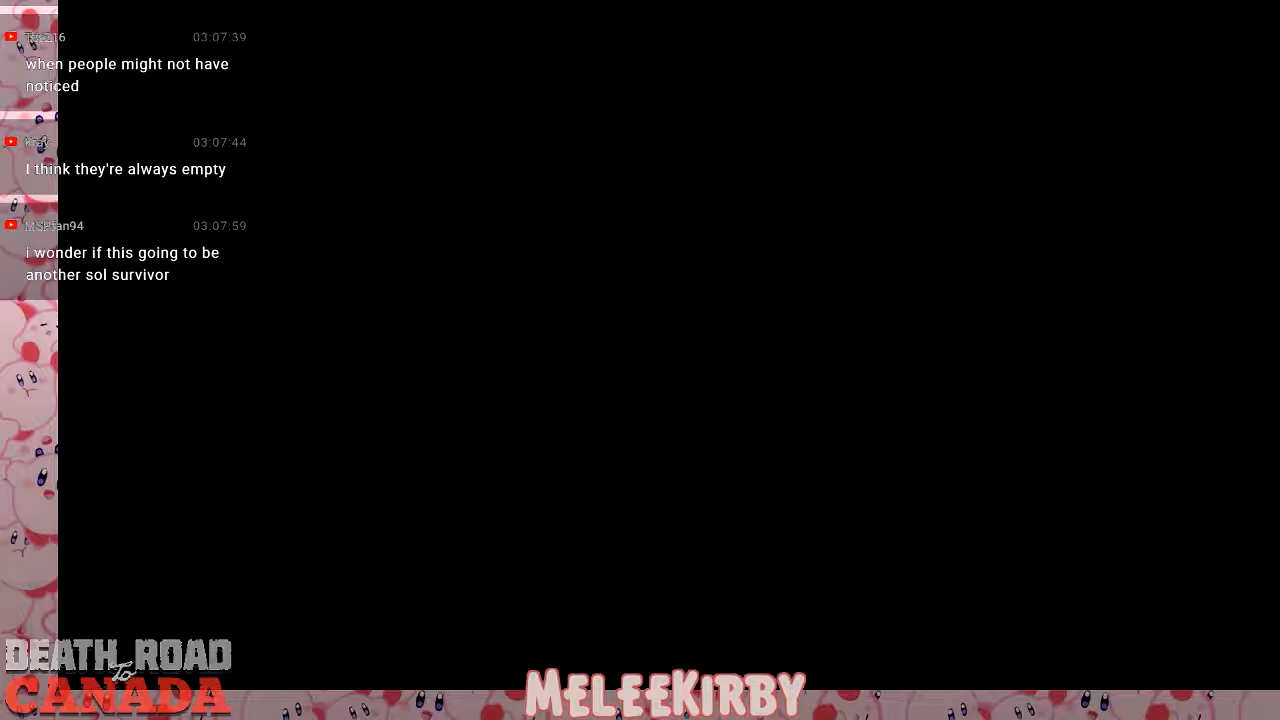 03:07:39
when people might not have
noticed
Kray 03:07:44
I think they're always empty
03:07:59
i wonder if this going to be
another sol survivor
DEATH ROAD
TO
CANADA
MELEEKIRBY